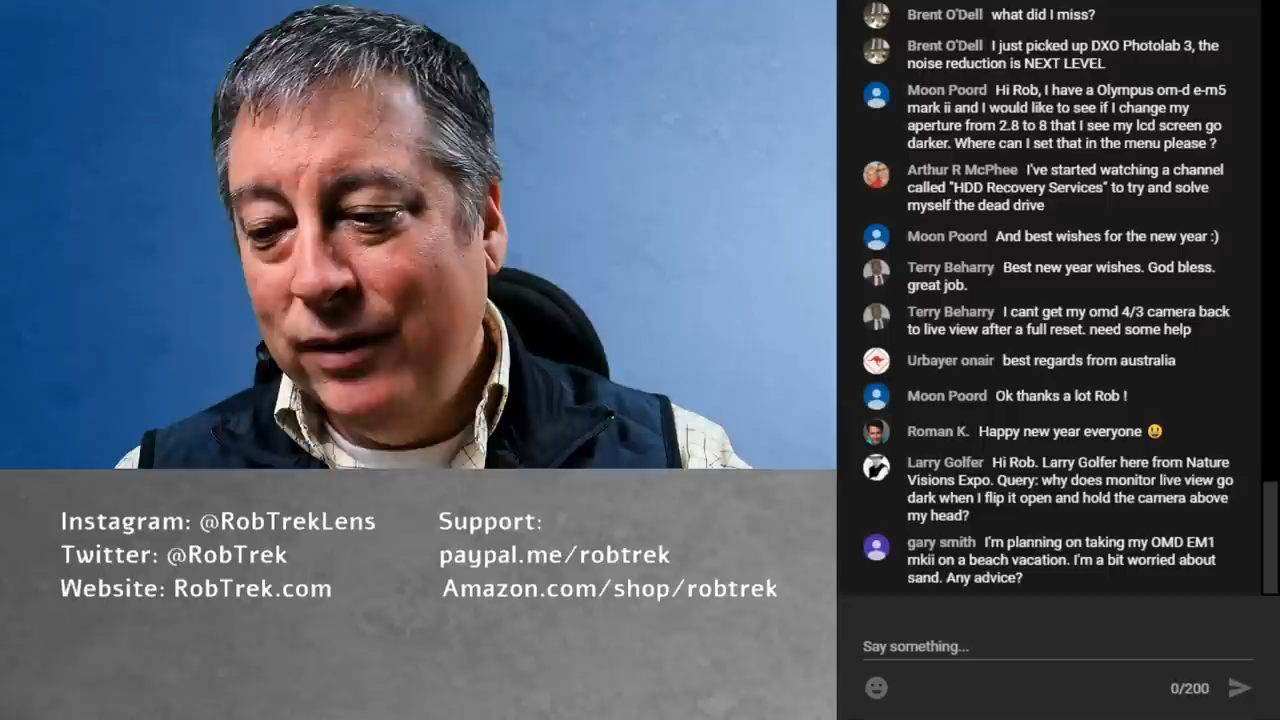 Instagram: @RobTrekLens
Twitter: @RobTrek
Website: RobTrek.com
Support:
paypal.me/robtrek
Amazon.com/shop/robtrek
Brent O'Dell what did I miss?
Brent O'Dell I just picked up DXO Photolab 3, the
noise reduction is NEXT LEVEL
Moon Poord Hi Rob, I have a Olympus om-d e-m5
mark ii and I would like to see if I change my
aperture from 2.8 to 8 that I see my lcd screen go
darker. Where can I set that in the menu please ?
Arthur R McPhee I've started watching a channel
called "HDD Recovery Services" to try and solve
myself the dead drive
Moon Poord And best wishes for the new year :)
Terry Beharry Best new year wishes. God bless.
great job.
Terry Beharry I cant get my omd 4/3 camera back
to live view after a full reset. need some help
Urbayer onair best regards from australia
Moon Poord Ok thanks a lot Rob !
Roman K. Happy new year everyone 😃
Larry Golfer Hi Rob. Larry Golfer here from Nature
Visions Expo. Query: why does monitor live view go
dark when I flip it open and hold the camera above
my head?
gary smith I'm planning on taking my OMD EM1
mkii on a beach vacation. I'm a bit worried about
sand. Any advice?
Say something...
0/200